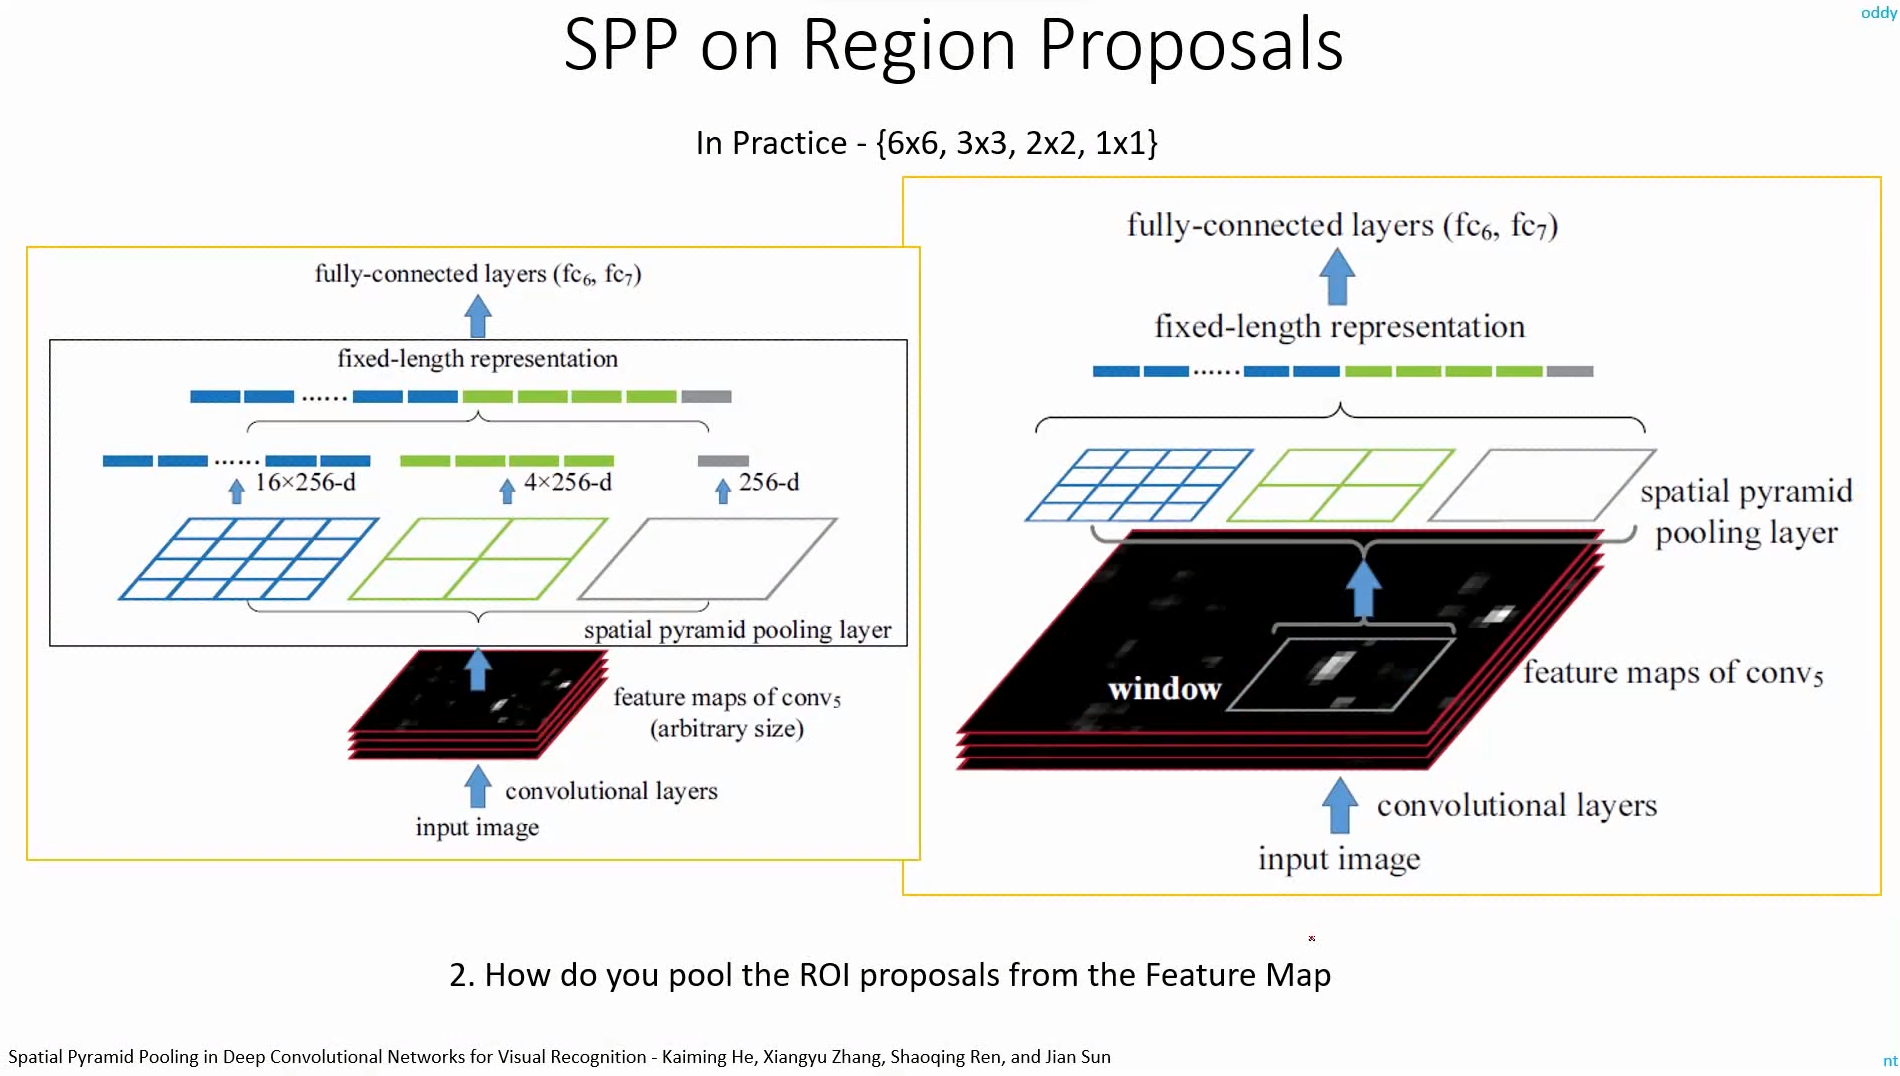 oddy
SPP on Region Proposals
In Practice - {6x6, 3x3, 2x2, 1x1}
fully-connected layers (fc₆, fc₇)
fixed-length representation
......
......
16×256-d
4×256-d
256-d
spatial pyramid pooling layer
feature maps of conv₅
(arbitrary size)
convolutional layers
input image
fully-connected layers (fc₆, fc₇)
fixed-length representation
......
spatial pyramid
pooling layer
window
feature maps of conv₅
convolutional layers
input image
2. How do you pool the ROI proposals from the Feature Map
Spatial Pyramid Pooling in Deep Convolutional Networks for Visual Recognition - Kaiming He, Xiangyu Zhang, Shaoqing Ren, and Jian Sun
nt